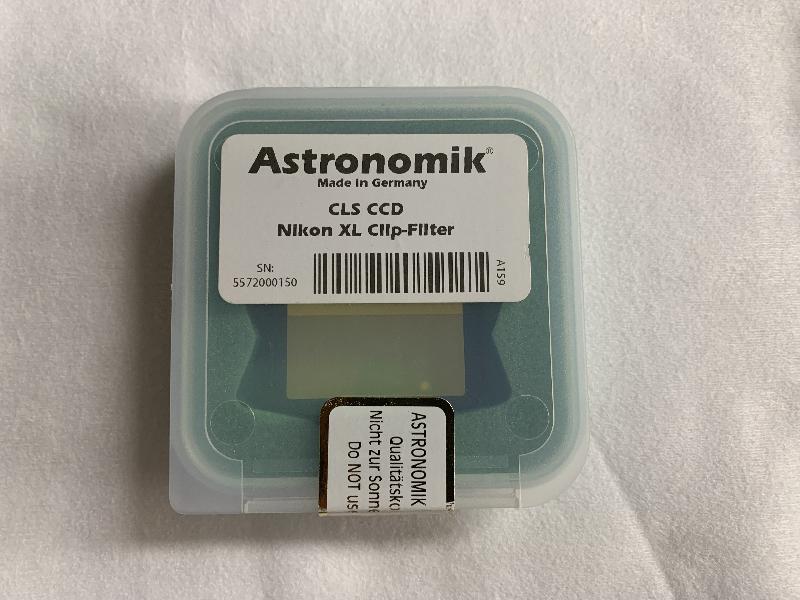 Astronomik®
Made in Germany
CLS CCD
Nikon XL Clip-Filter
SN:
5572000150
A159
ASTRONOMIK
Qualitätsko
Nicht zur Sonne
Do NOT us